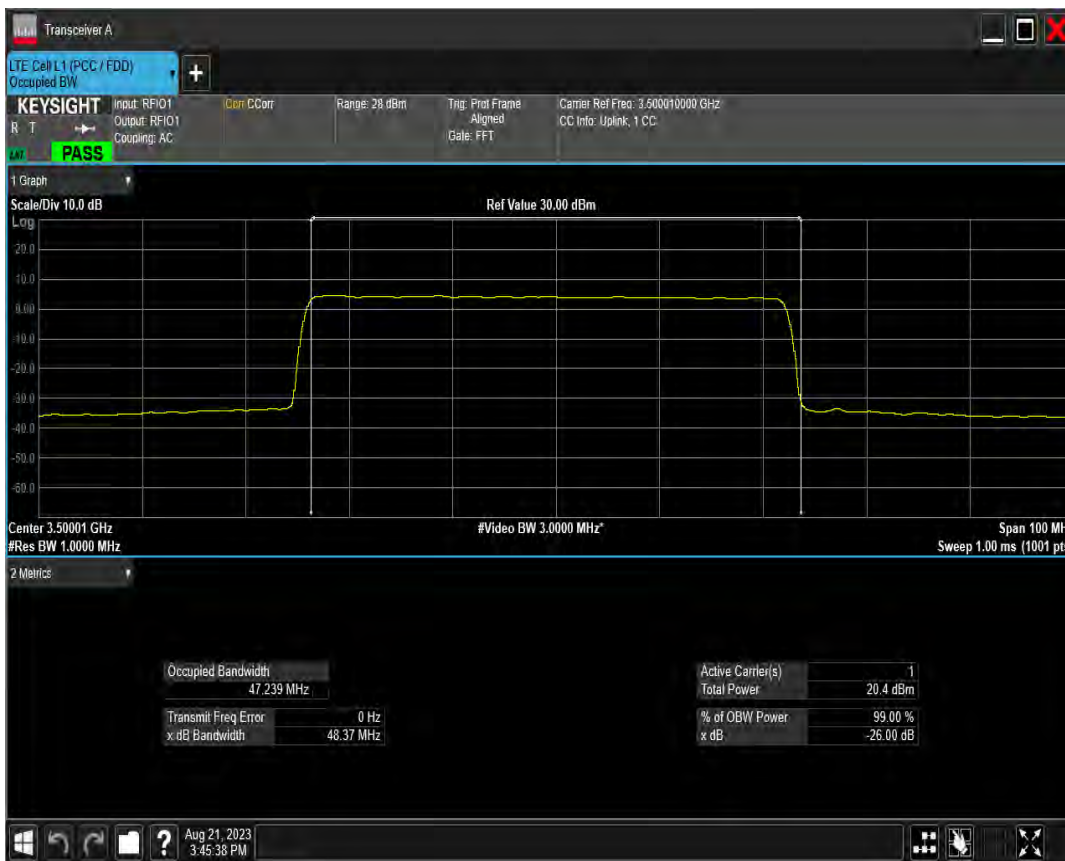 Transceiver A
LTE Cell L1 (PCC / FDD)
Occupied BW
+
KEYSIGHT
R T
PASS
Input: RFIO1
Output: RFIO1
Coupling: AC
Corr CCorr
Range: 28 dBm
Trig: Prot Frame
Aligned
Gate: FFT
Carrier Ref Freq: 3.500010000 GHz
CC Info: Uplink, 1 CC
1 Graph
Scale/Div 10.0 dB
Ref Value 30.00 dBm
Log
20.0
10.0
0.00
-10.0
-20.0
-30.0
-40.0
-50.0
-60.0
Center 3.50001 GHz
#Video BW 3.0000 MHz*
Span 100 MH
#Res BW 1.0000 MHz
Sweep 1.00 ms (1001 pts
2 Metrics
Occupied Bandwidth
47.239 MHz
Transmit Freq Error 0 Hz
x dB Bandwidth 48.37 MHz
Active Carrier(s) 1
Total Power 20.4 dBm
% of OBW Power 99.00 %
x dB -26.00 dB
?
Aug 21, 2023
3:45:38 PM